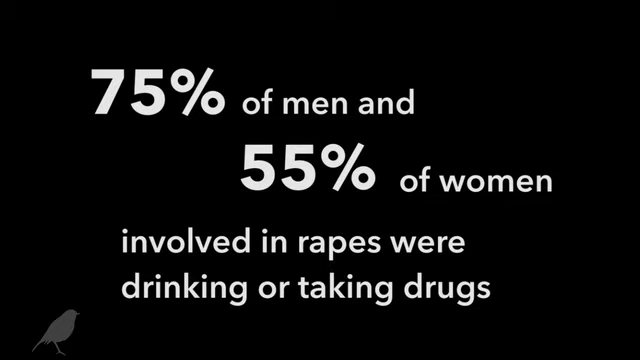 75% of men and
55% of women
involved in rapes were
drinking or taking drugs